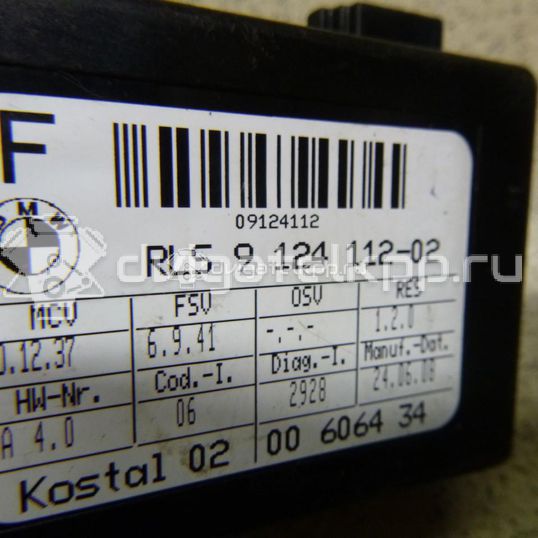 F
BMW
09124112
RLS 9 124 112-02
MCV FSV OSV RES
0.12.37 6.9.41 -.-.- 1.2.0
HW-Nr. Cod.-I. Diag.-I. Manuf.-Dat.
A 4.0 06 2928 24.06.08
Kostal 02 00 6064 34
dvigatelizamena.ru